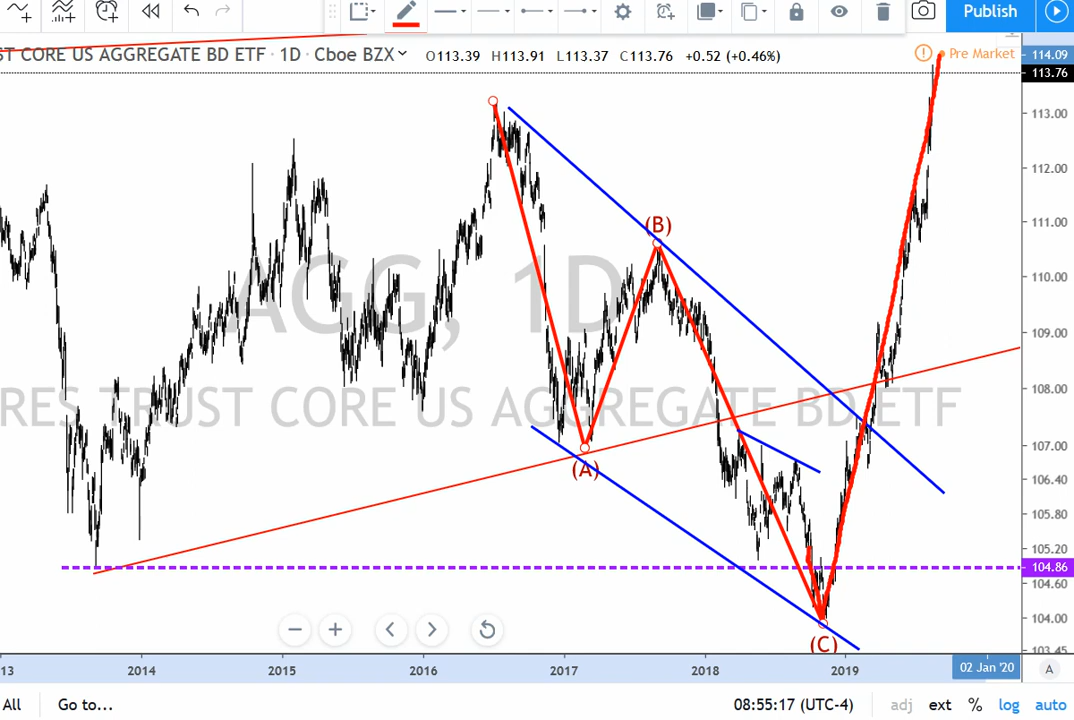 Publish
T CORE US AGGREGATE BD ETF · 1D · Cboe BZX O113.39 H113.91 L113.37 C113.76 +0.52 (+0.46%)
Pre Market
114.09
113.76
113.00
112.00
111.00
110.00
109.00
108.00
107.00
106.40
105.80
105.20
104.86
104.60
104.00
103.45
(B)
(A)
(C)
AGG, 1D
RES TRUST CORE US AGGREGATE BD ETF
13 2014 2015 2016 2017 2018 2019 02 Jan '20 A
All Go to... 08:55:17 (UTC-4) adj ext % log auto